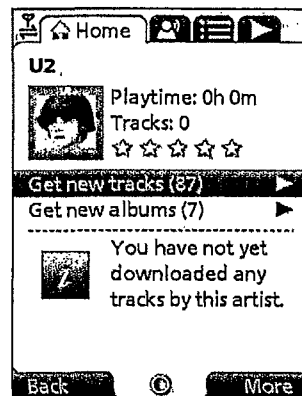 Home
U2
Playtime: 0h 0m
Tracks: 0
Get new tracks (87)
Get new albums (7)
You have not yet
downloaded any
tracks by this artist.
Back
More